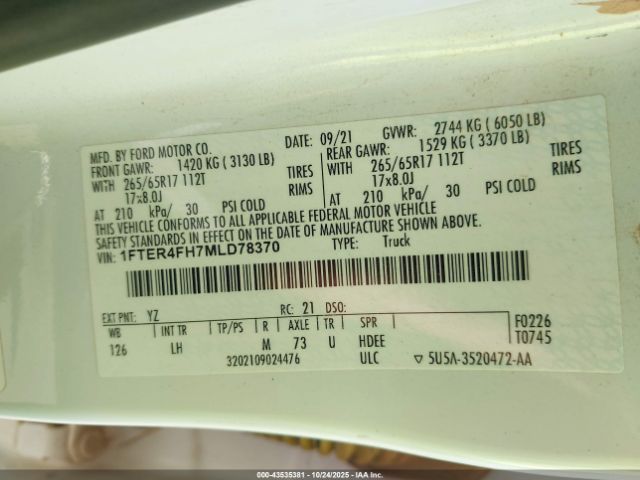 MFD. BY FORD MOTOR CO. DATE: 09/21 GVWR: 2744 KG ( 6050 LB)
FRONT GAWR: 1420 KG ( 3130 LB) REAR GAWR: 1529 KG ( 3370 LB)
WITH 265/65R17 112T TIRES WITH 265/65R17 112T TIRES
17x8.0J RIMS 17x8.0J RIMS
AT 210 kPa/ 30 PSI COLD AT 210 kPa/ 30 PSI COLD
THIS VEHICLE CONFORMS TO ALL APPLICABLE FEDERAL MOTOR VEHICLE
SAFETY STANDARDS IN EFFECT ON THE DATE OF MANUFACTURE SHOWN ABOVE.
VIN: 1FTER4FH7MLD78370 TYPE: Truck
EXT PNT: YZ RC: 21 DSO:
WB INT TR TP/PS R AXLE TR SPR F0226
126 LH M 73 U HDEE T0745
3202109024476 ULC ▽ 5U5A-3520472-AA
000-43535381 - 10/24/2025 - IAAI.com